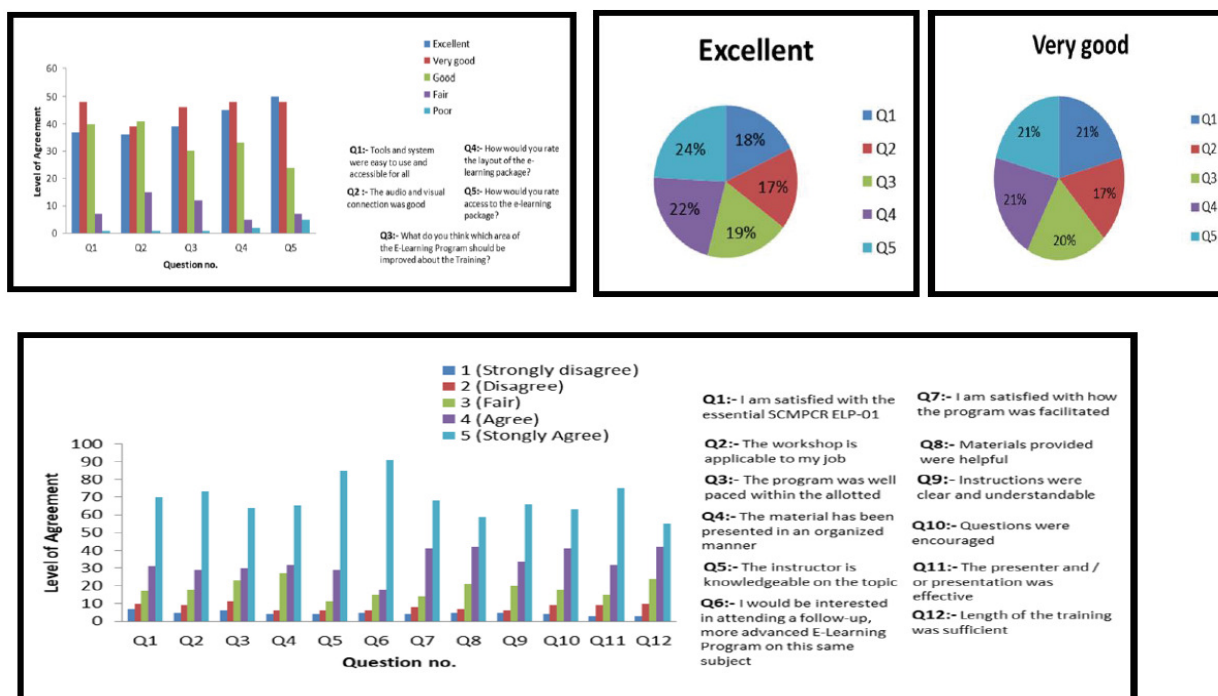 Excellent
Very good
Good
Fair
Poor
60
50
40
30
20
10
0
Level of Agreement
Q1 Q2 Q3 Q4 Q5
Question no.
Q1:- Tools and system
were easy to use and
accessible for all
Q2 :- The audio and visual
connection was good
Q4:- How would you rate
the layout of the e-
learning package?
Q5:- How would you rate
access to the e-learning
package?
Q3:- What do you think which area
of the E-Learning Program should be
improved about the Training?
Excellent
18%
17%
19%
22%
24%
Q1
Q2
Q3
Q4
Q5
Very good
21%
17%
20%
21%
21%
Q1
Q2
Q3
Q4
Q5
1 (Strongly disagree)
2 (Disagree)
3 (Fair)
4 (Agree)
5 (Stongly Agree)
100
90
80
70
60
50
40
30
20
10
0
Level of Agreement
Q1 Q2 Q3 Q4 Q5 Q6 Q7 Q8 Q9 Q10 Q11 Q12
Question no.
Q1:- I am satisfied with the
essential SCMPCR ELP-01
Q2:- The workshop is
applicable to my job
Q3:- The program was well
paced within the allotted
Q4:- The material has been
presented in an organized
manner
Q5:- The instructor is
knowledgeable on the topic
Q6:- I would be interested
in attending a follow-up,
more advanced E-Learning
Program on this same
subject
Q7:- I am satisfied with how
the program was facilitated
Q8:- Materials provided
were helpful
Q9:- Instructions were
clear and understandable
Q10:- Questions were
encouraged
Q11:- The presenter and /
or presentation was
effective
Q12:- Length of the training
was sufficient